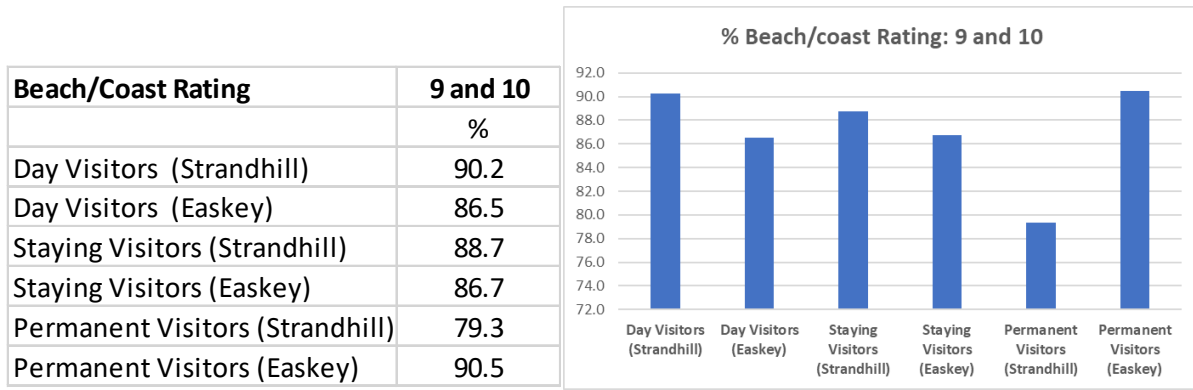 Beach/Coast Rating 9 and 10
%
Day Visitors (Strandhill) 90.2
Day Visitors (Easkey) 86.5
Staying Visitors (Strandhill) 88.7
Staying Visitors (Easkey) 86.7
Permanent Visitors (Strandhill) 79.3
Permanent Visitors (Easkey) 90.5
% Beach/coast Rating: 9 and 10
92.0
90.0
88.0
86.0
84.0
82.0
80.0
78.0
76.0
74.0
72.0
Day Visitors Day Visitors Staying Staying Permanent Permanent
(Strandhill) (Easkey) Visitors Visitors Visitors Visitors
(Strandhill) (Easkey) (Strandhill) (Easkey)